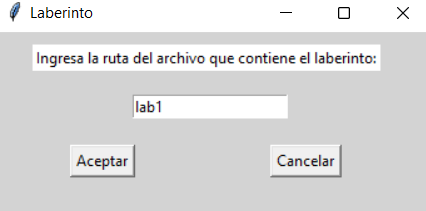 Laberinto
Ingresa la ruta del archivo que contiene el laberinto:
lab1
Aceptar Cancelar